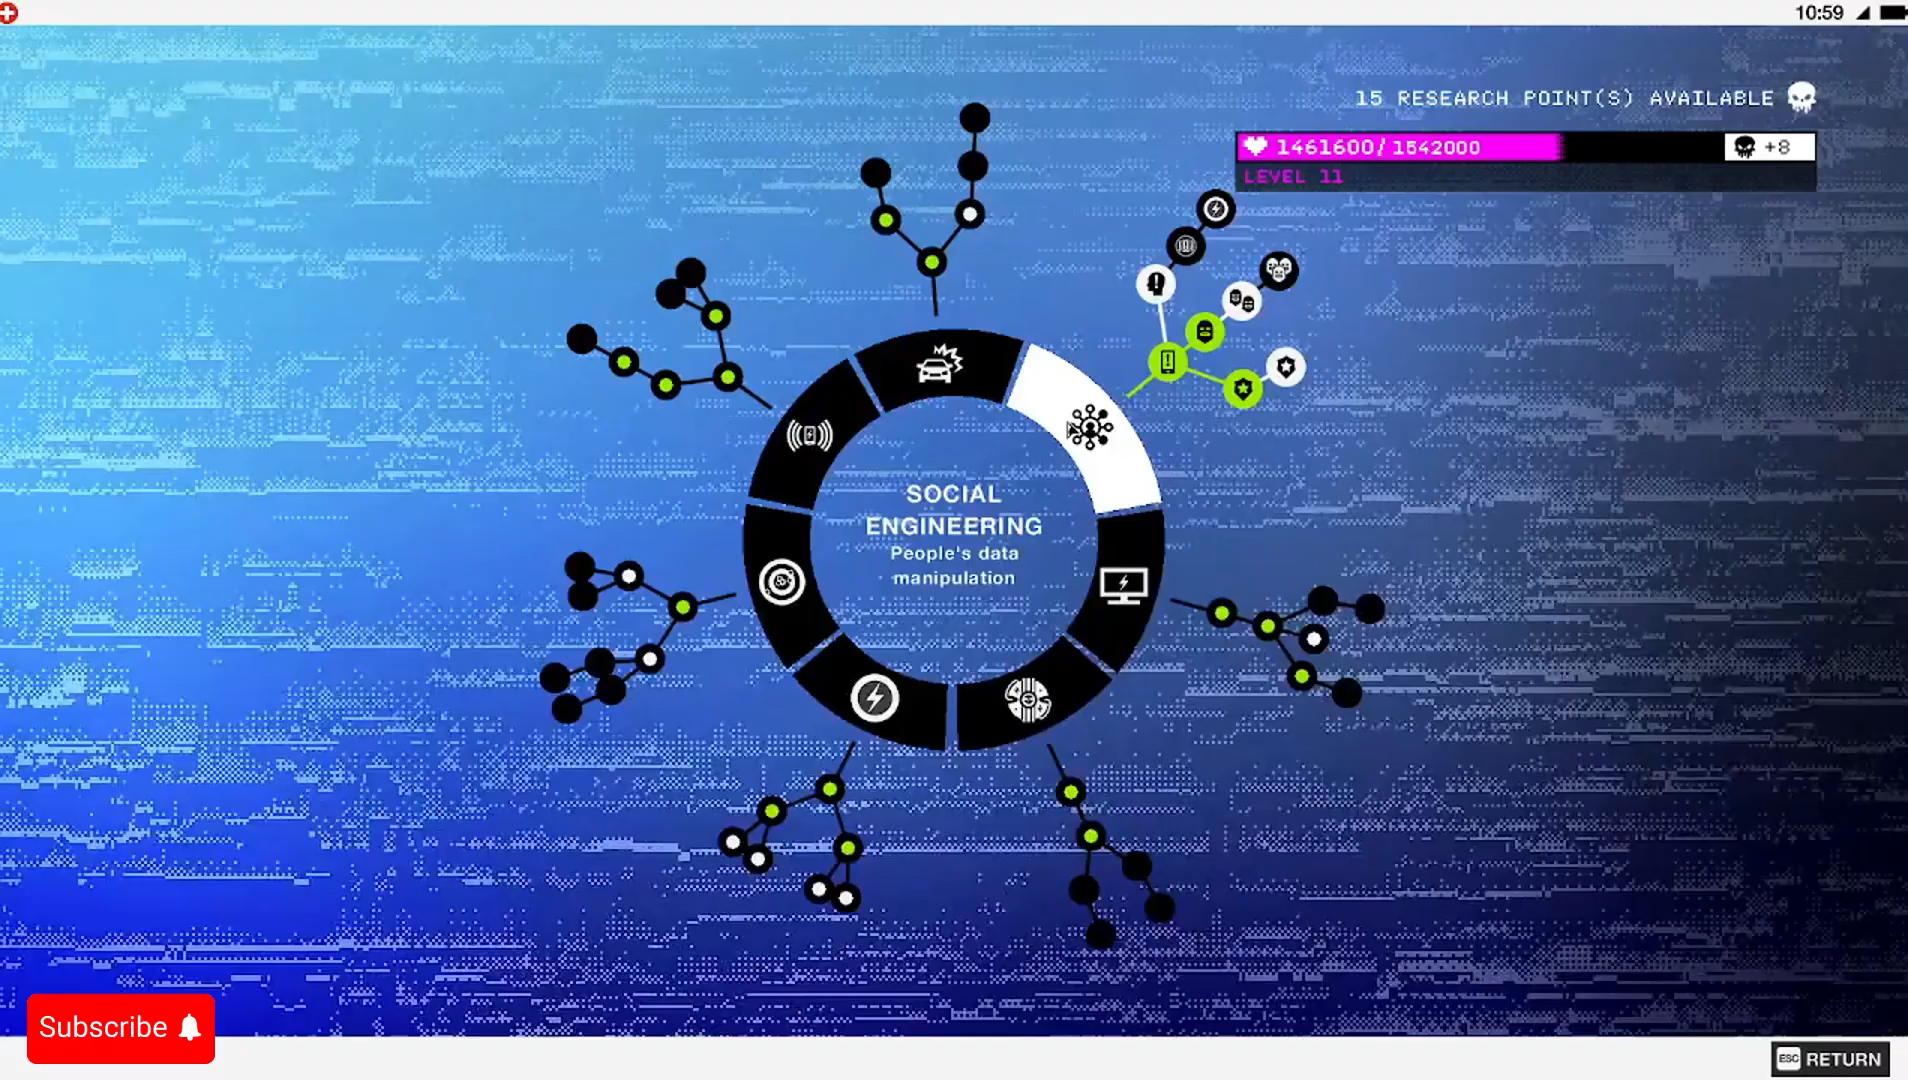 10:59
15 RESEARCH POINT(S) AVAILABLE
1461600/1542000
+8
LEVEL 11
SOCIAL
ENGINEERING
People's data
manipulation
Subscribe
ESC RETURN